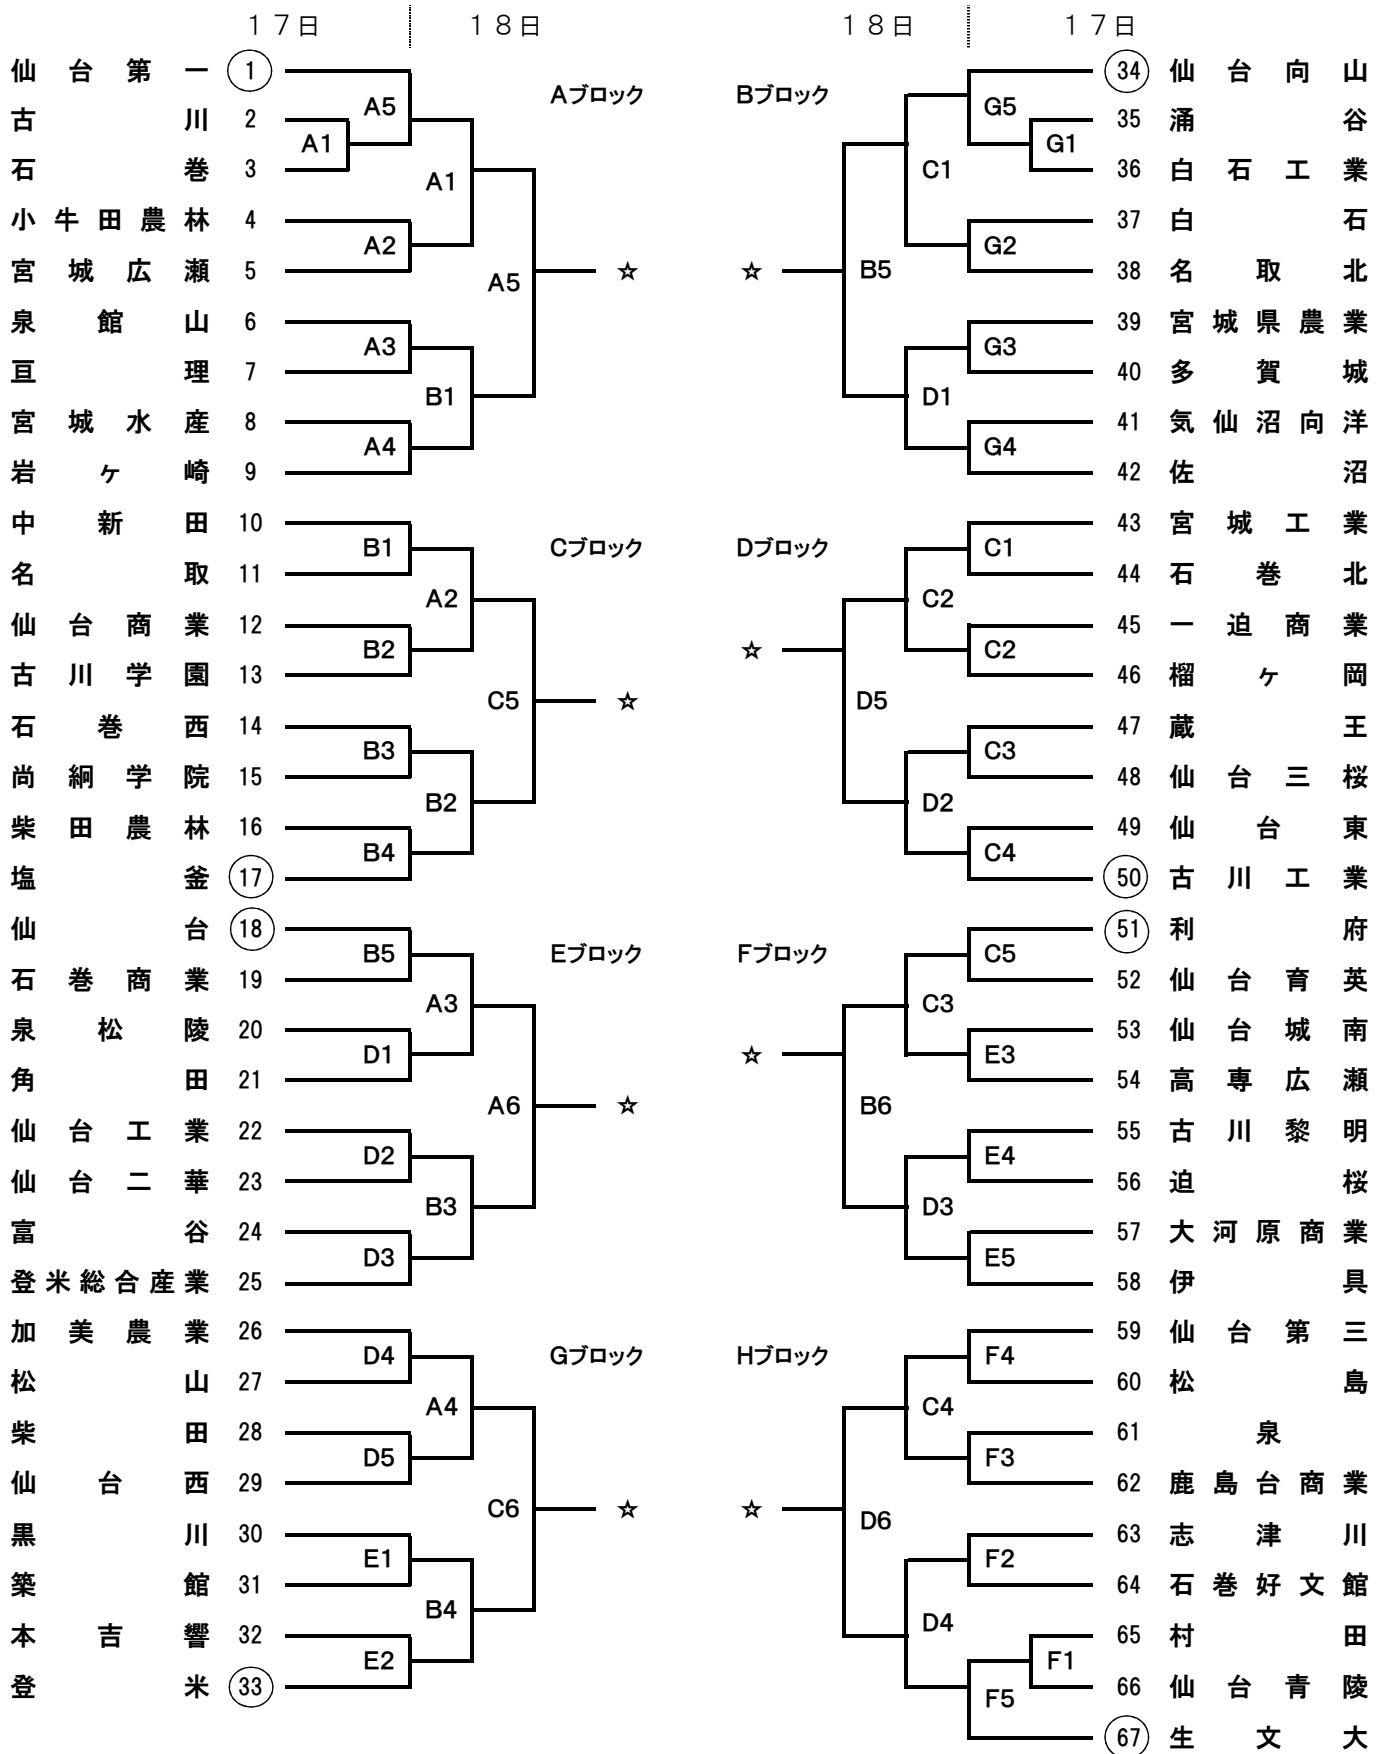 17日 18日 18日 17日
仙台第一 1 34 仙台向山
Aブロック Bブロック
A5 G5
古川 2 35 涌谷
A1 G1
石巻 3 36 白石工業
A1 C1
小牛田農林 4 37 白石
A2 G2
宮城広瀬 5 ☆ ☆ 38 名取北
A5 B5
泉館山 6 39 宮城県農業
A3 G3
亘理 7 40 多賀城
B1 D1
宮城水産 8 41 気仙沼向洋
A4 G4
岩ヶ崎 9 42 佐沼
中新田 10 43 宮城工業
B1 Cブロック Dブロック C1
名取 11 44 石巻北
A2 C2
仙台商業 12 45 一迫商業
B2 ☆ C2
古川学園 13 46 榴ヶ岡
C5 ☆ D5
石巻西 14 47 蔵王
B3 C3
尚絅学院 15 48 仙台三桜
B2 D2
柴田農林 16 49 仙台東
B4 C4
塩釜 17 50 古川工業
仙台 18 51 利府
B5 Eブロック Fブロック C5
石巻商業 19 52 仙台育英
A3 C3
泉松陵 20 53 仙台城南
D1 ☆ E3
角田 21 54 高専広瀬
A6 ☆ B6
仙台工業 22 55 古川黎明
D2 E4
仙台二華 23 56 迫桜
B3 D3
富谷 24 57 大河原商業
D3 E5
登米総合産業 25 58 伊具
加美農業 26 59 仙台第三
D4 Gブロック Hブロック F4
松山 27 60 松島
A4 C4
柴田 28 61 泉
D5 F3
仙台西 29 62 鹿島台商業
C6 ☆ ☆ D6
黒川 30 63 志津川
E1 F2
築館 31 64 石巻好文館
B4 D4
本吉響 32 65 村田
E2 F1
登米 33 66 仙台青陵
F5
67 生文大